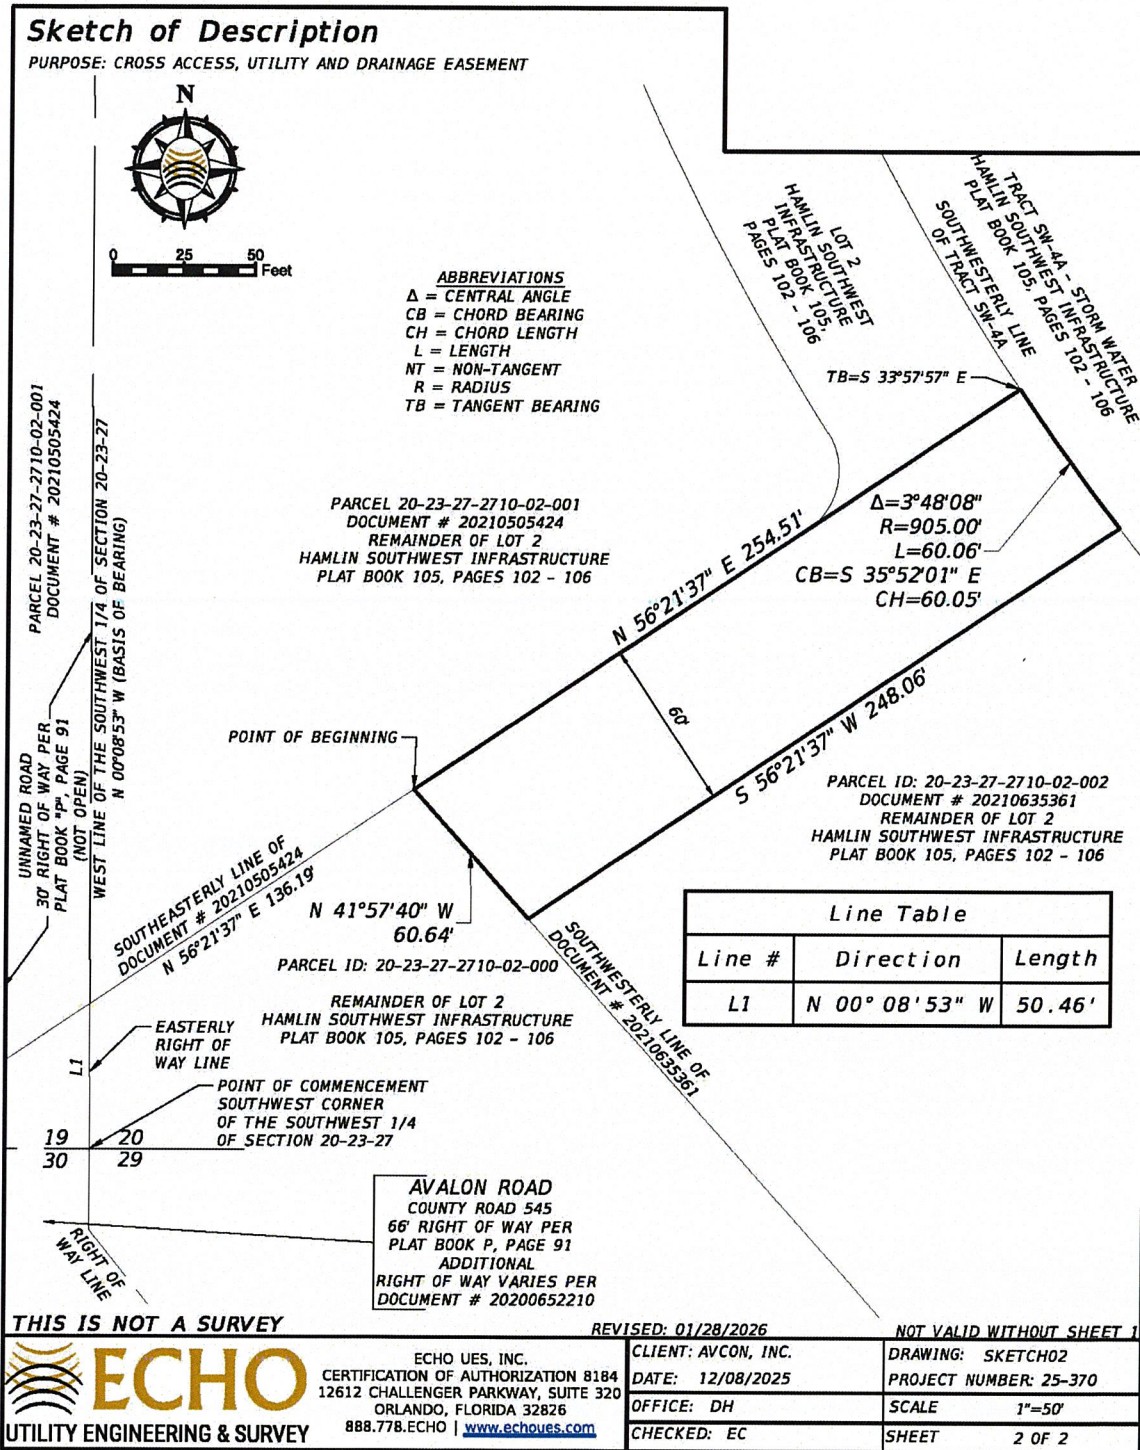 Sketch of Description
PURPOSE: CROSS ACCESS, UTILITY AND DRAINAGE EASEMENT
N
0 25 50
Feet
ABBREVIATIONS
Δ = CENTRAL ANGLE
CB = CHORD BEARING
CH = CHORD LENGTH
L = LENGTH
NT = NON-TANGENT
R = RADIUS
TB = TANGENT BEARING
LOT 2
HAMLIN SOUTHWEST
INFRASTRUCTURE
PLAT BOOK 105,
PAGES 102 - 106
TRACT SW-4A - STORM WATER
HAMLIN SOUTHWEST INFRASTRUCTURE
PLAT BOOK 105, PAGES 102 - 106
SOUTHWESTERLY LINE
OF TRACT SW-4A
TB=S 33°57'57" E
PARCEL 20-23-27-2710-02-001
DOCUMENT # 20210505424
WEST LINE OF THE SOUTHWEST 1/4 OF SECTION 20-23-27
N 00°08'53" W (BASIS OF BEARING)
PARCEL 20-23-27-2710-02-001
DOCUMENT # 20210505424
REMAINDER OF LOT 2
HAMLIN SOUTHWEST INFRASTRUCTURE
PLAT BOOK 105, PAGES 102 - 106
Δ=3°48'08"
R=905.00'
L=60.06'
CB=S 35°52'01" E
CH=60.05'
N 56°21'37" E 254.51'
60'
S 56°21'37" W 248.06'
POINT OF BEGINNING
UNNAMED ROAD
30' RIGHT OF WAY PER
PLAT BOOK "P", PAGE 91
(NOT OPEN)
PARCEL ID: 20-23-27-2710-02-002
DOCUMENT # 20210635361
REMAINDER OF LOT 2
HAMLIN SOUTHWEST INFRASTRUCTURE
PLAT BOOK 105, PAGES 102 - 106
SOUTHEASTERLY LINE OF
DOCUMENT # 20210505424
N 56°21'37" E 136.19'
N 41°57'40" W
60.64'
SOUTHWESTERLY LINE OF
DOCUMENT # 20210635361
PARCEL ID: 20-23-27-2710-02-000
REMAINDER OF LOT 2
HAMLIN SOUTHWEST INFRASTRUCTURE
PLAT BOOK 105, PAGES 102 - 106
Line Table
Line # Direction Length
L1 N 00° 08' 53" W 50.46'
EASTERLY
RIGHT OF
WAY LINE
L1
POINT OF COMMENCEMENT
SOUTHWEST CORNER
OF THE SOUTHWEST 1/4
OF SECTION 20-23-27
19 20
30 29
AVALON ROAD
COUNTY ROAD 545
66' RIGHT OF WAY PER
PLAT BOOK P, PAGE 91
ADDITIONAL
RIGHT OF WAY VARIES PER
DOCUMENT # 20200652210
RIGHT OF
WAY LINE
THIS IS NOT A SURVEY
REVISED: 01/28/2026
NOT VALID WITHOUT SHEET 1
ECHO
UTILITY ENGINEERING & SURVEY
ECHO UES, INC.
CERTIFICATION OF AUTHORIZATION 8184
12612 CHALLENGER PARKWAY, SUITE 320
ORLANDO, FLORIDA 32826
888.778.ECHO | www.echoues.com
CLIENT: AVCON, INC.
DATE: 12/08/2025
OFFICE: DH
CHECKED: EC
DRAWING: SKETCH02
PROJECT NUMBER: 25-370
SCALE 1"=50'
SHEET 2 OF 2